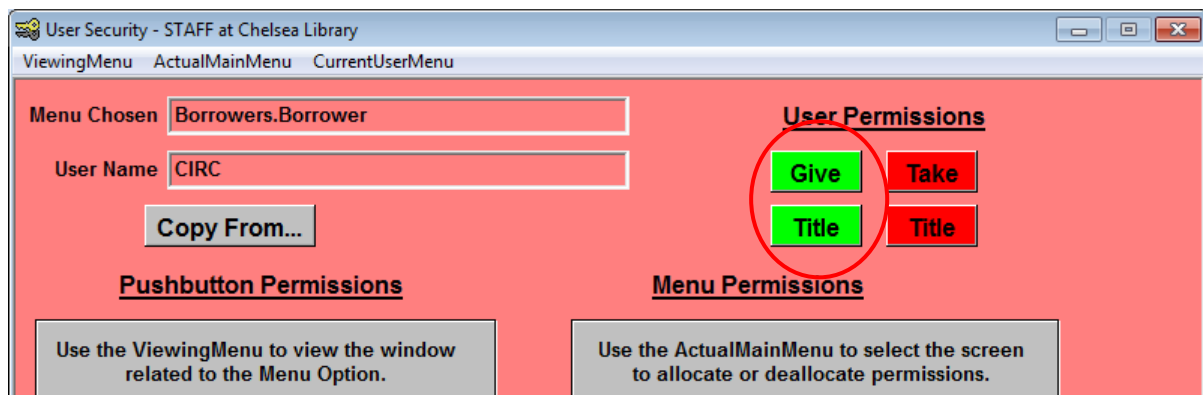 User Security - STAFF at Chelsea Library
ViewingMenu ActualMainMenu CurrentUserMenu
Menu Chosen Borrowers.Borrower
User Permissions
User Name CIRC
Give Take
Copy From...
Title Title
Pushbutton Permissions
Menu Permissions
Use the ViewingMenu to view the window
related to the Menu Option.
Use the ActualMainMenu to select the screen
to allocate or deallocate permissions.